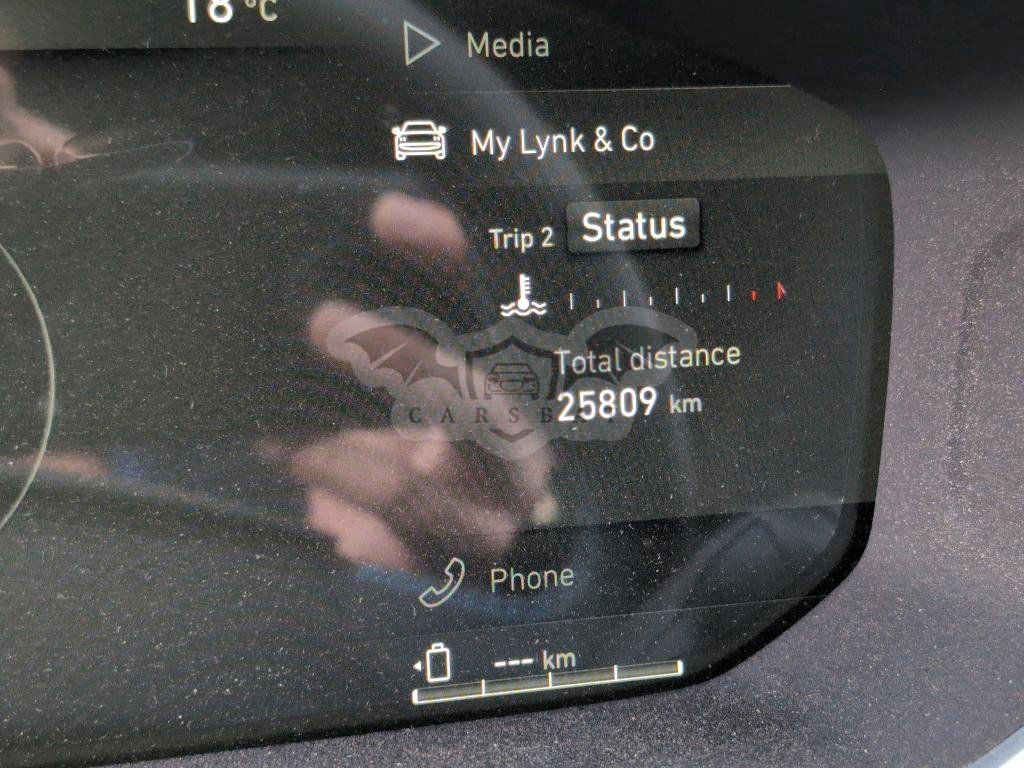 18 °C
Media
My Lynk & Co
Trip 2 Status
Total distance
25809 km
--- km
Phone